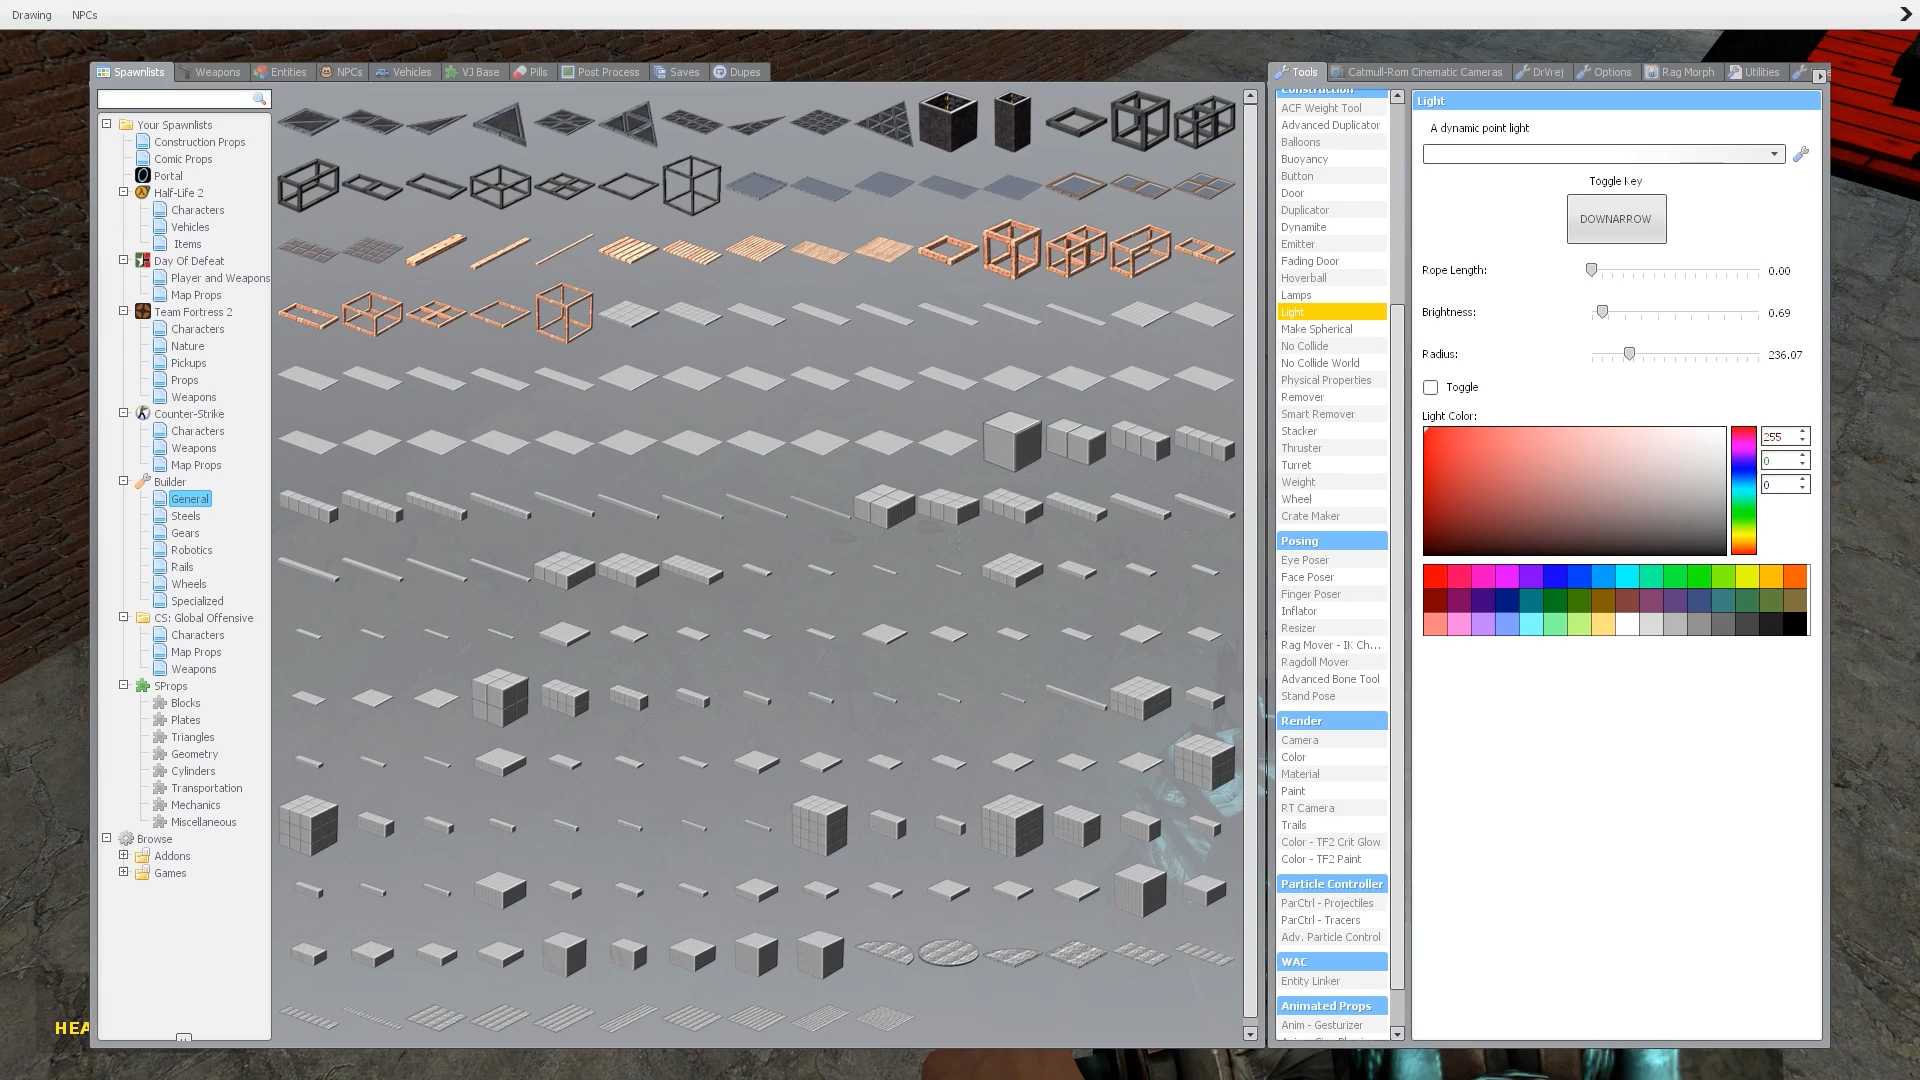 Drawing NPCs
Spawnlists Weapons Entities NPCs Vehicles VJ Base Pills Post Process Saves Dupes
Your Spawnlists
Construction Props
Comic Props
Portal
Half-Life 2
Characters
Vehicles
Items
Day Of Defeat
Player and Weapons
Map Props
Team Fortress 2
Characters
Nature
Pickups
Props
Weapons
Counter-Strike
Characters
Weapons
Map Props
Builder
General
Steels
Gears
Robotics
Rails
Wheels
Specialized
CS: Global Offensive
Characters
Map Props
Weapons
SProps
Blocks
Plates
Triangles
Geometry
Cylinders
Transportation
Mechanics
Miscellaneous
Browse
Addons
Games
HEA
Tools Catmull-Rom Cinematic Cameras DrVrej Options Rag Morph Utilities
Construction
ACF Weight Tool
Advanced Duplicator
Balloons
Buoyancy
Button
Door
Duplicator
Dynamite
Emitter
Fading Door
Hoverball
Lamps
Light
Make Spherical
No Collide
No Collide World
Physical Properties
Remover
Smart Remover
Stacker
Thruster
Turret
Weight
Wheel
Crate Maker
Posing
Eye Poser
Face Poser
Finger Poser
Inflator
Resizer
Rag Mover - IK Ch...
Ragdoll Mover
Advanced Bone Tool
Stand Pose
Render
Camera
Color
Material
Paint
RT Camera
Trails
Color - TF2 Crit Glow
Color - TF2 Paint
Particle Controller
ParCtrl - Projectiles
ParCtrl - Tracers
Adv. Particle Control
WAC
Entity Linker
Animated Props
Anim - Gesturizer
Light
A dynamic point light
Toggle Key
DOWNARROW
Rope Length: 0.00
Brightness: 0.69
Radius: 236.07
Toggle
Light Color:
255
0
0